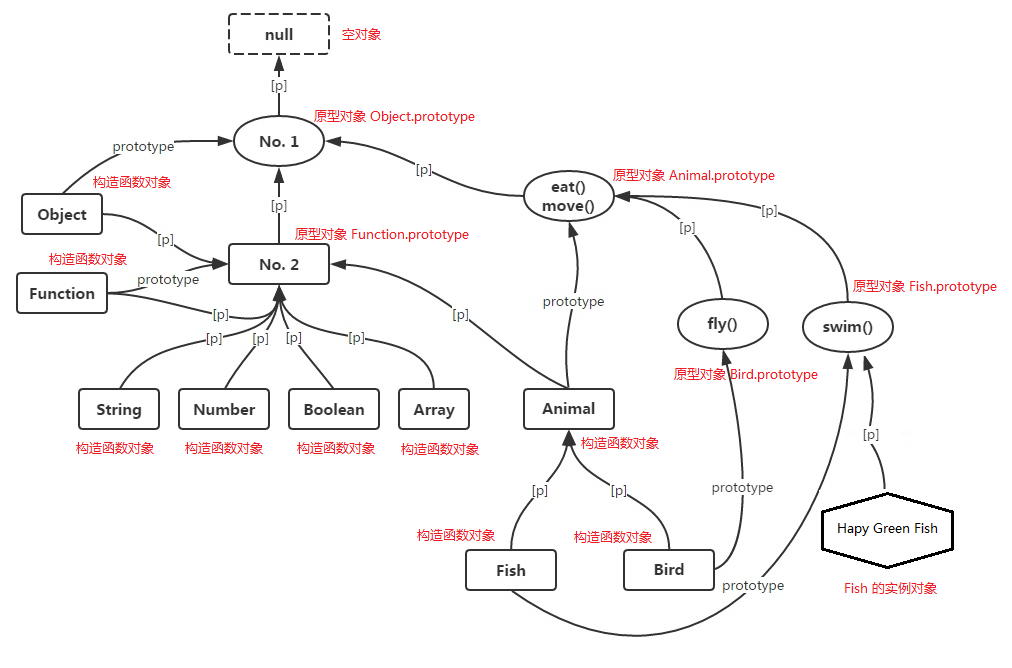 null
空对象
[p]
原型对象 Object.prototype
No. 1
prototype
[p]
原型对象 Animal.prototype
构造函数对象
eat()
move()
Object
[p]
[p]
[p]
[p]
原型对象 Function.prototype
构造函数对象
No. 2
prototype
Function
原型对象 Fish.prototype
prototype
[p]
[p]
fly()
swim()
[p]
[p]
[p]
[p]
原型对象 Bird.prototype
String
Number
Boolean
Array
Animal
构造函数对象
构造函数对象
构造函数对象
构造函数对象
构造函数对象
[p]
[p]
[p]
prototype
构造函数对象
构造函数对象
Hapy Green Fish
Fish
Bird
prototype
Fish 的实例对象